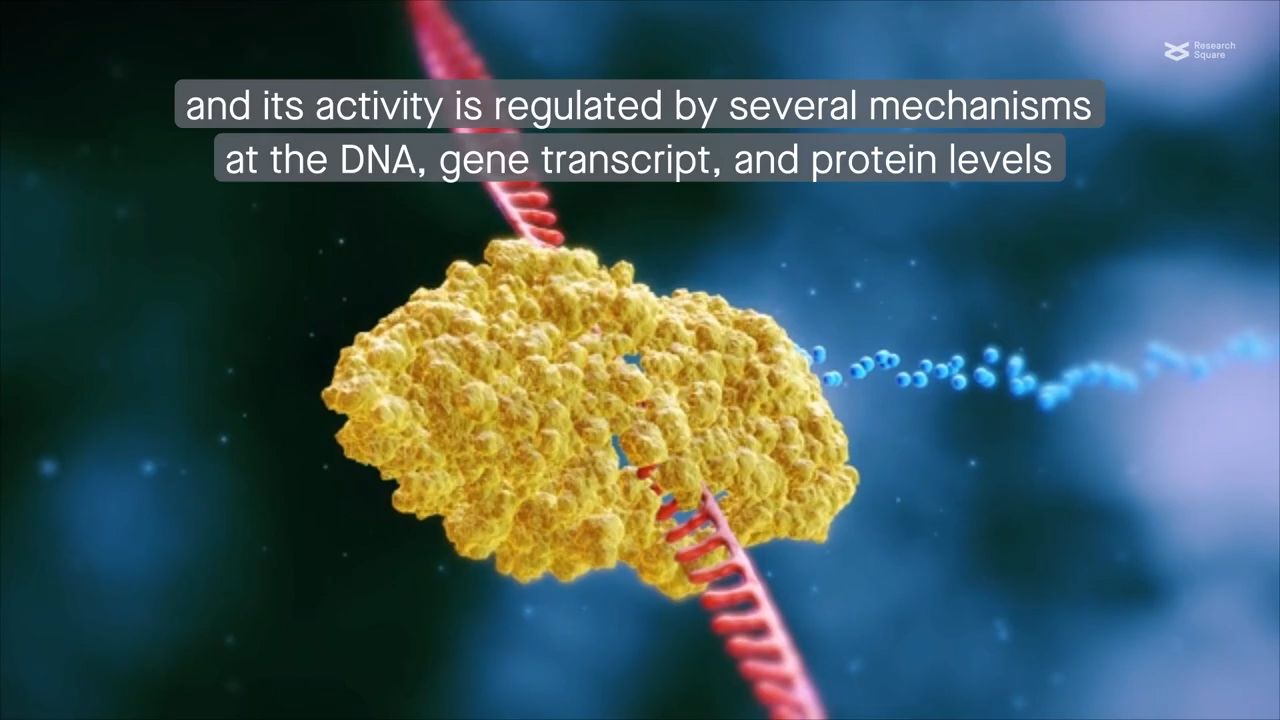 Research
Square
and its activity is regulated by several mechanisms
at the DNA, gene transcript, and protein levels